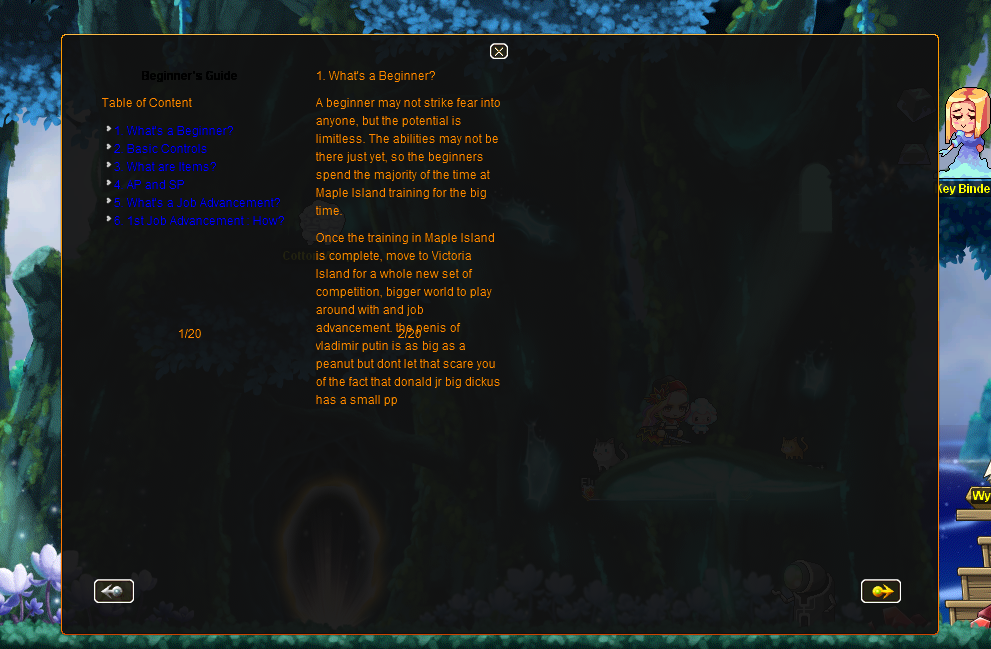 Beginner's Guide
Table of Content
1. What's a Beginner?
2. Basic Controls
3. What are Items?
4. AP and SP
5. What's a Job Advancement?
6. 1st Job Advancement : How?
1/20
1. What's a Beginner?
A beginner may not strike fear into
anyone, but the potential is
limitless. The abilities may not be
there just yet, so the beginners
spend the majority of the time at
Maple Island training for the big
time.
Once the training in Maple Island
is complete, move to Victoria
Island for a whole new set of
competition, bigger world to play
around with and job
advancement. the penis of
vladimir putin is as big as a
peanut but dont let that scare you
of the fact that donald jr big dickus
has a small pp
2/20
Key Binde
Wy